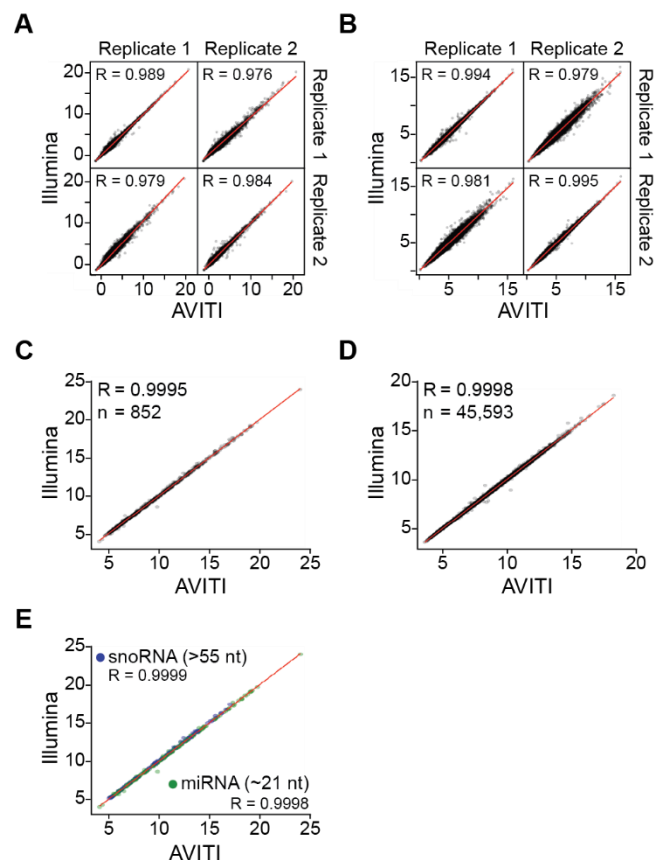 A
Replicate 1 Replicate 2
R = 0.989
R = 0.976
R = 0.979
R = 0.984
20
10
0
20
10
0
Illumina
Replicate 1
Replicate 2
0 10 20 0 10 20
AVITI
B
Replicate 1 Replicate 2
R = 0.994
R = 0.979
R = 0.981
R = 0.995
15
10
5
15
10
5
Illumina
Replicate 1
Replicate 2
5 15 5 15
AVITI
C
R = 0.9995
n = 852
25
20
15
10
5
Illumina
5 10 15 20 25
AVITI
D
R = 0.9998
n = 45,593
20
15
10
5
Illumina
5 10 15 20
AVITI
E
snoRNA (>55 nt)
R = 0.9999
miRNA (~21 nt)
R = 0.9998
25
20
15
10
5
Illumina
5 10 15 20 25
AVITI